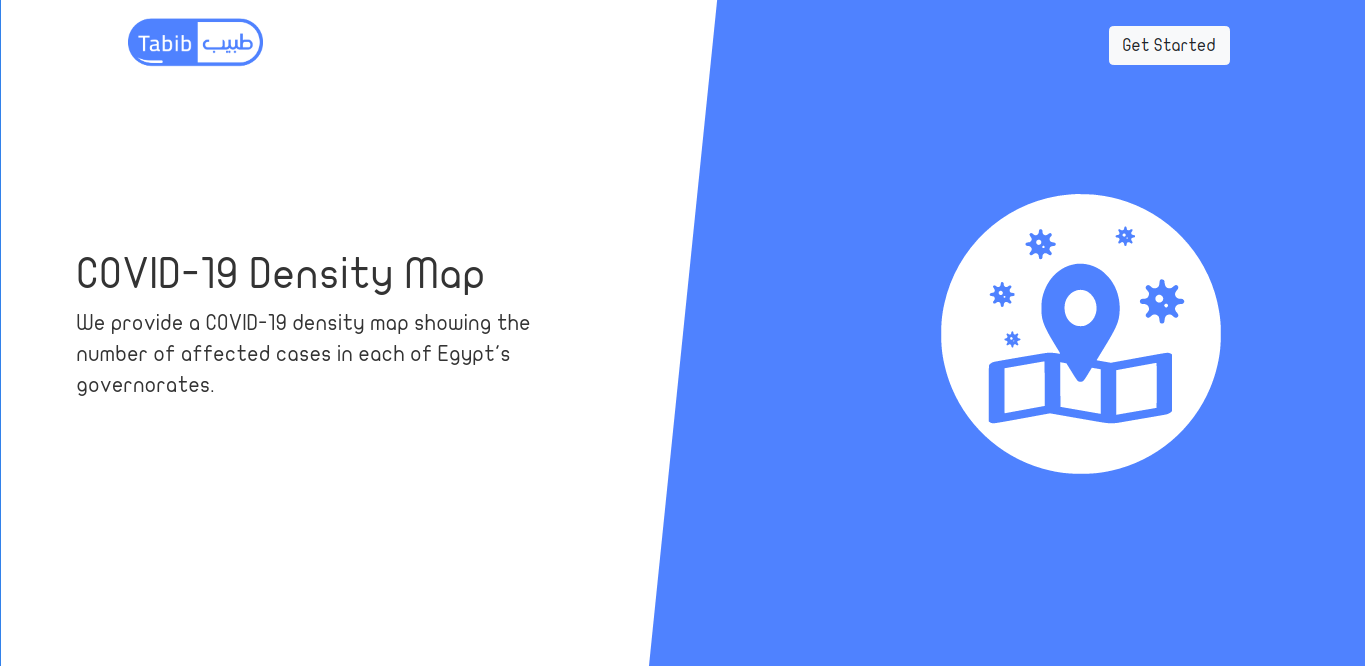 Tabib طبيب
Get Started
COVID-19 Density Map
We provide a COVID-19 density map showing the
number of affected cases in each of Egypt's
governorates.